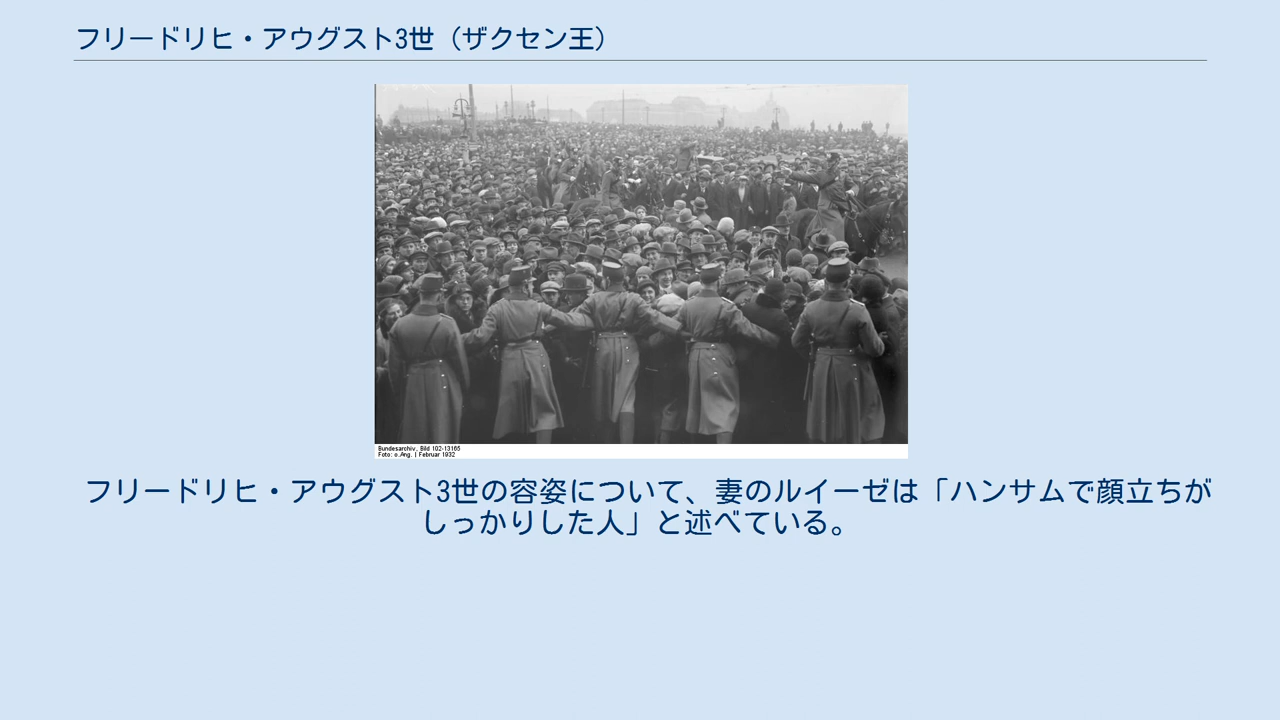 フリードリヒ・アウグスト3世（ザクセン王）
Bundesarchiv, Bild 102-13165
Foto: o.Ang. | Februar 1932
フリードリヒ・アウグスト3世の容姿について、妻のルイーゼは「ハンサムで顔立ちが
しっかりした人」と述べている。